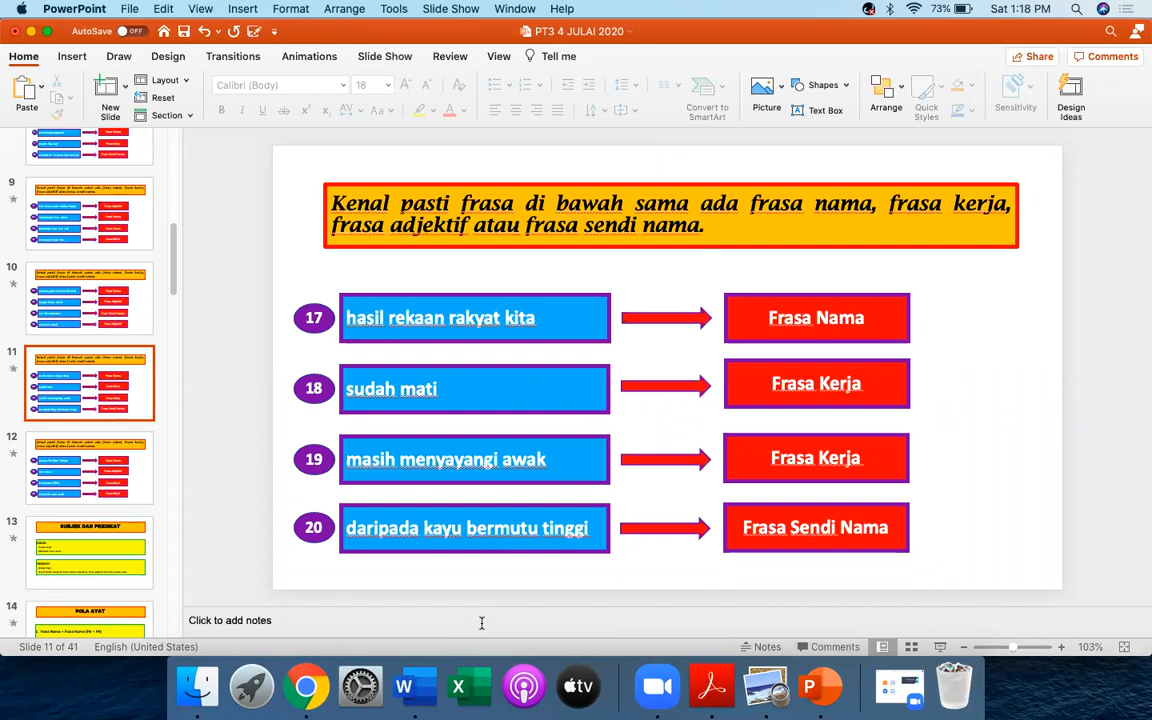 PowerPoint File Edit View Insert Format Arrange Tools Slide Show Window Help 73% Sat 1:18 PM
AutoSave OFF PT3 4 JULAI 2020
Home Insert Draw Design Transitions Animations Slide Show Review View Tell me Share Comments
Paste New Slide Layout Reset Section Calibri (Body) 18 Convert to SmartArt Picture Shapes Text Box Arrange Quick Styles Sensitivity Design Ideas
9
10
11
12
13
SUBJEK DAN PREDIKAT
14
POLA AYAT
Kenal pasti frasa di bawah sama ada frasa nama, frasa kerja,
frasa adjektif atau frasa sendi nama.
17 hasil rekaan rakyat kita Frasa Nama
18 sudah mati Frasa Kerja
19 masih menyayangi awak Frasa Kerja
20 daripada kayu bermutu tinggi Frasa Sendi Nama
Click to add notes
Slide 11 of 41 English (United States) Notes Comments 103%